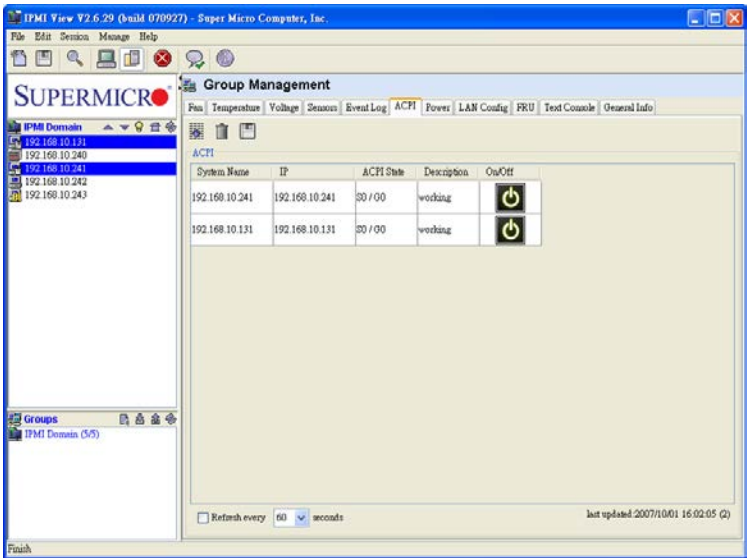 IPMI View V2.6.29 (build 070927) - Super Micro Computer, Inc.
File Edit Session Manage Help
SUPERMICRO
Group Management
Fan Temperature Voltage Sensors Event Log ACPI Power LAN Config FRU Text Console General Info
IPMI Domain
192.168.10.131
192.168.10.240
192.168.10.241
192.168.10.242
192.168.10.243
ACPI
System Name IP ACPI State Description On/Off
192.168.10.241 192.168.10.241 S0 / G0 working
192.168.10.131 192.168.10.131 S0 / G0 working
Groups
IPMI Domain (5/5)
Refresh every 60 seconds
last updated:2007/10/01 16:02:05 (2)
Finish